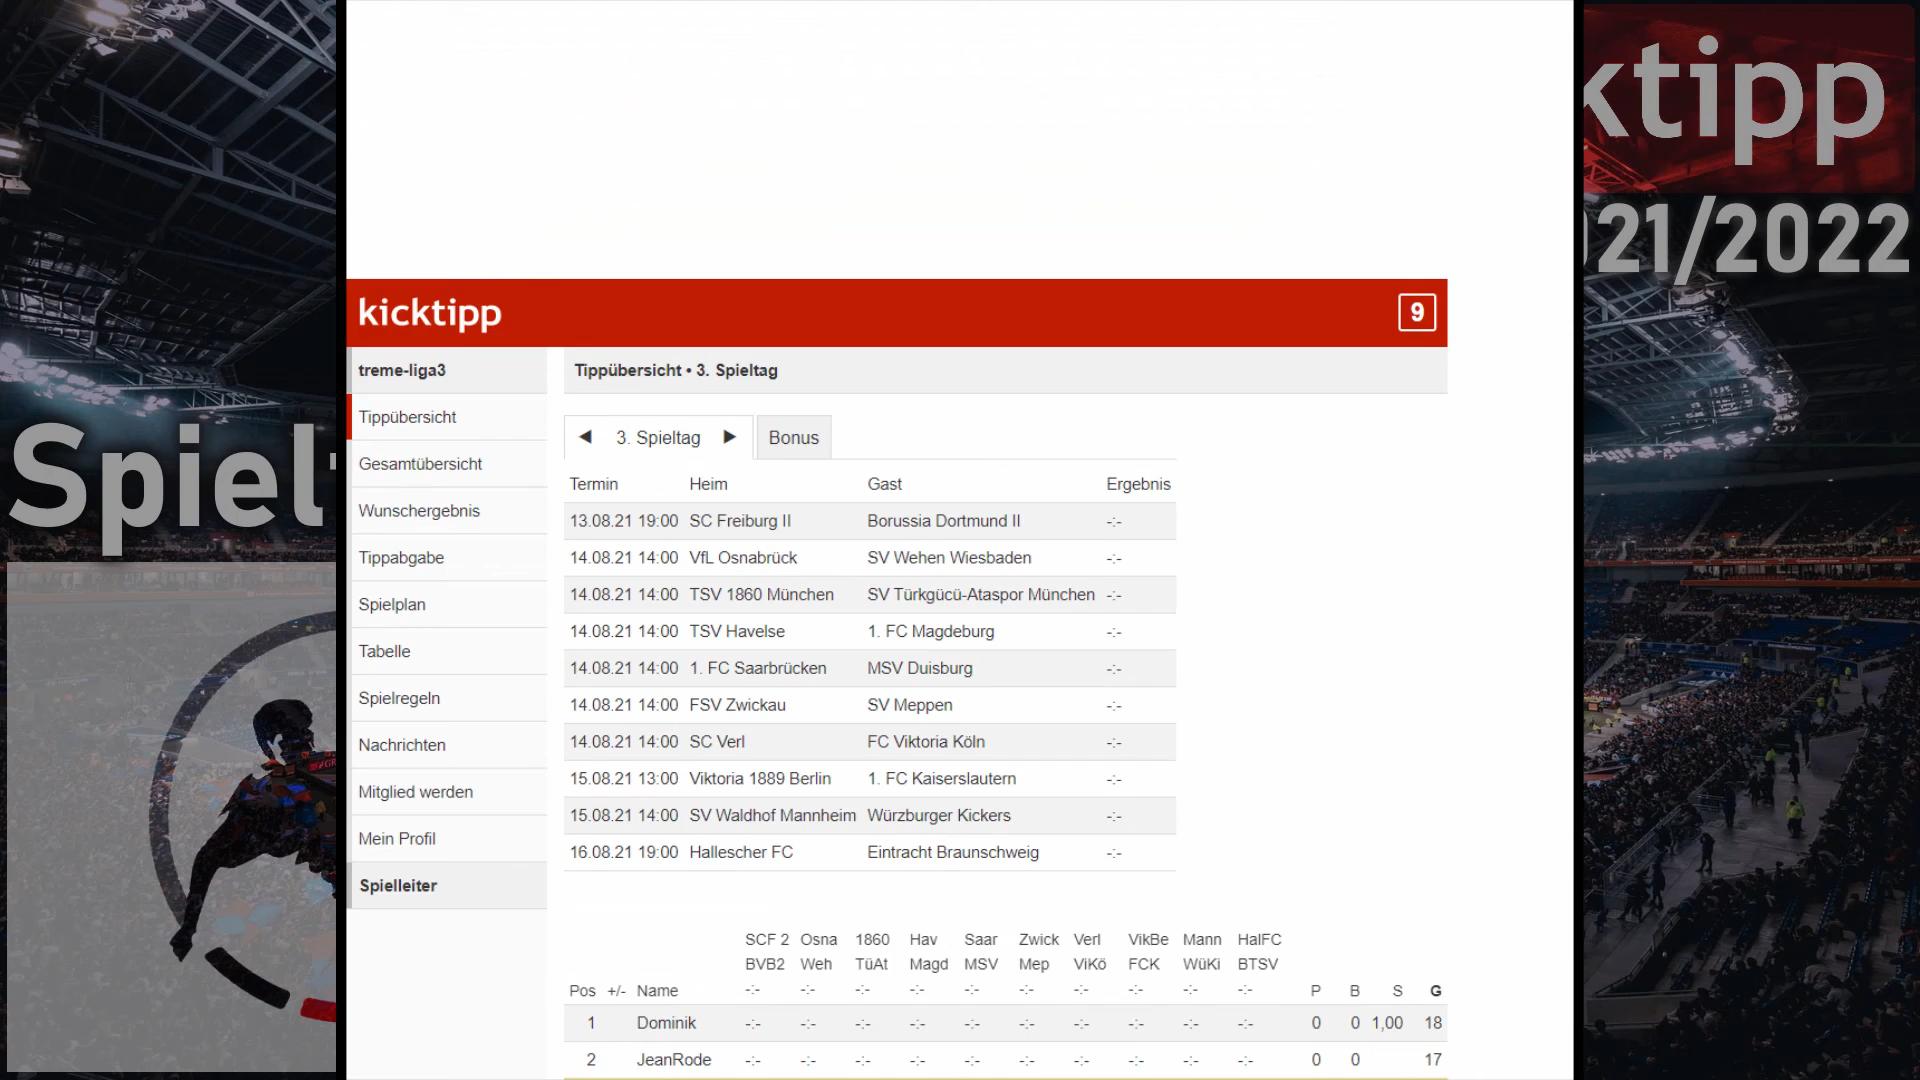 ktipp
21/2022
Spiel
kicktipp
9
treme-liga3
Tippübersicht
Gesamtübersicht
Wunschergebnis
Tippabgabe
Spielplan
Tabelle
Spielregeln
Nachrichten
Mitglied werden
Mein Profil
Spielleiter
Tippübersicht • 3. Spieltag
◀ 3. Spieltag ▶ Bonus
Termin Heim Gast Ergebnis
13.08.21 19:00 SC Freiburg II Borussia Dortmund II -:-
14.08.21 14:00 VfL Osnabrück SV Wehen Wiesbaden -:-
14.08.21 14:00 TSV 1860 München SV Türkgücü-Ataspor München -:-
14.08.21 14:00 TSV Havelse 1. FC Magdeburg -:-
14.08.21 14:00 1. FC Saarbrücken MSV Duisburg -:-
14.08.21 14:00 FSV Zwickau SV Meppen -:-
14.08.21 14:00 SC Verl FC Viktoria Köln -:-
15.08.21 13:00 Viktoria 1889 Berlin 1. FC Kaiserslautern -:-
15.08.21 14:00 SV Waldhof Mannheim Würzburger Kickers -:-
16.08.21 19:00 Hallescher FC Eintracht Braunschweig -:-
SCF 2 Osna 1860 Hav Saar Zwick Verl VikBe Mann HalFC
BVB2 Weh TüAt Magd MSV Mep ViKö FCK WüKi BTSV
Pos +/- Name -:- -:- -:- -:- -:- -:- -:- -:- -:- -:- P B S G
1 Dominik -:- -:- -:- -:- -:- -:- -:- -:- -:- -:- 0 0 1,00 18
2 JeanRode -:- -:- -:- -:- -:- -:- -:- -:- -:- -:- 0 0 17